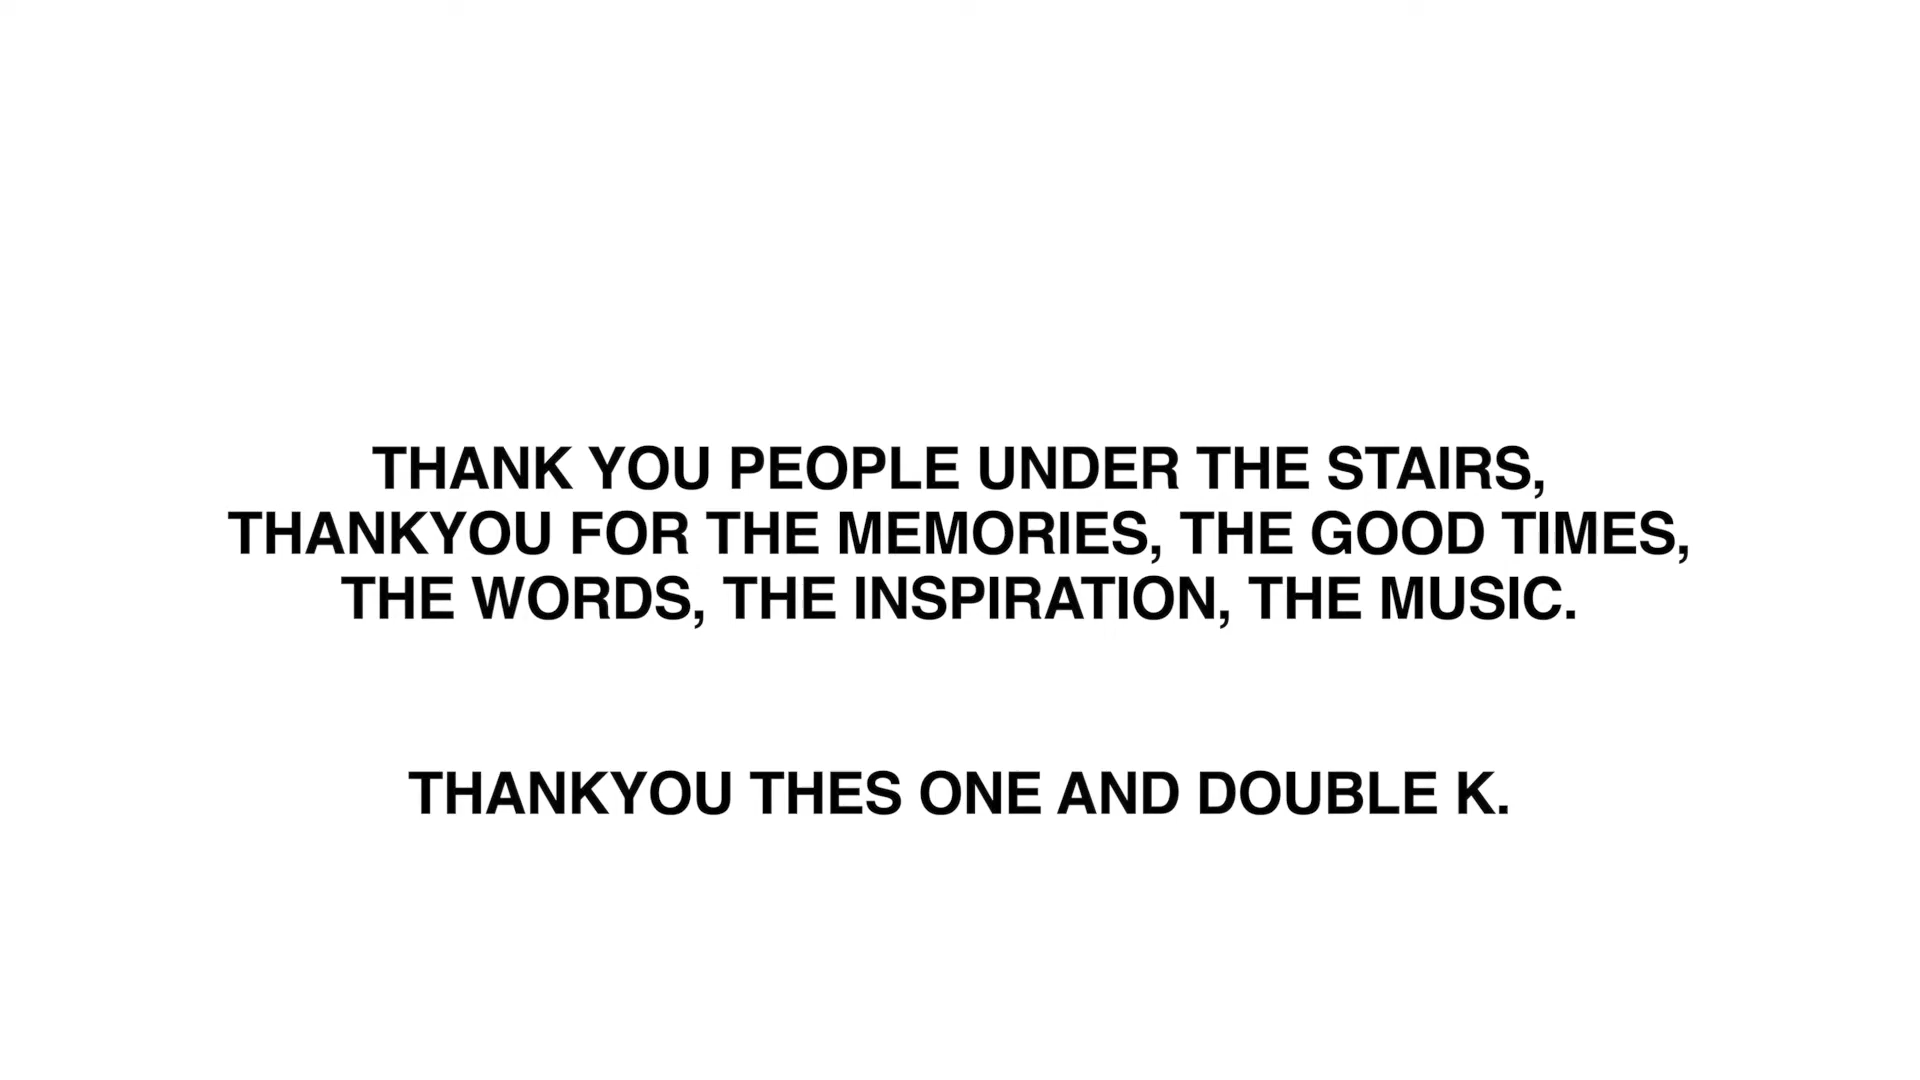 THANK YOU PEOPLE UNDER THE STAIRS,
THANKYOU FOR THE MEMORIES, THE GOOD TIMES,
THE WORDS, THE INSPIRATION, THE MUSIC.
THANKYOU THES ONE AND DOUBLE K.